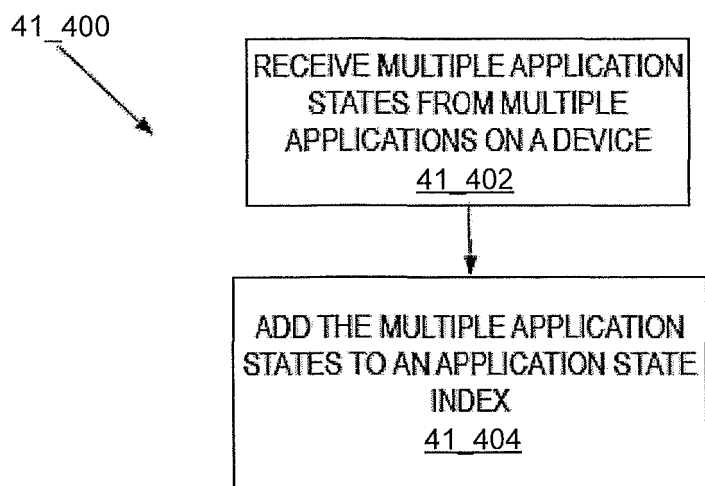 41_400
RECEIVE MULTIPLE APPLICATION
STATES FROM MULTIPLE
APPLICATIONS ON A DEVICE
41_402
ADD THE MULTIPLE APPLICATION
STATES TO AN APPLICATION STATE
INDEX
41_404